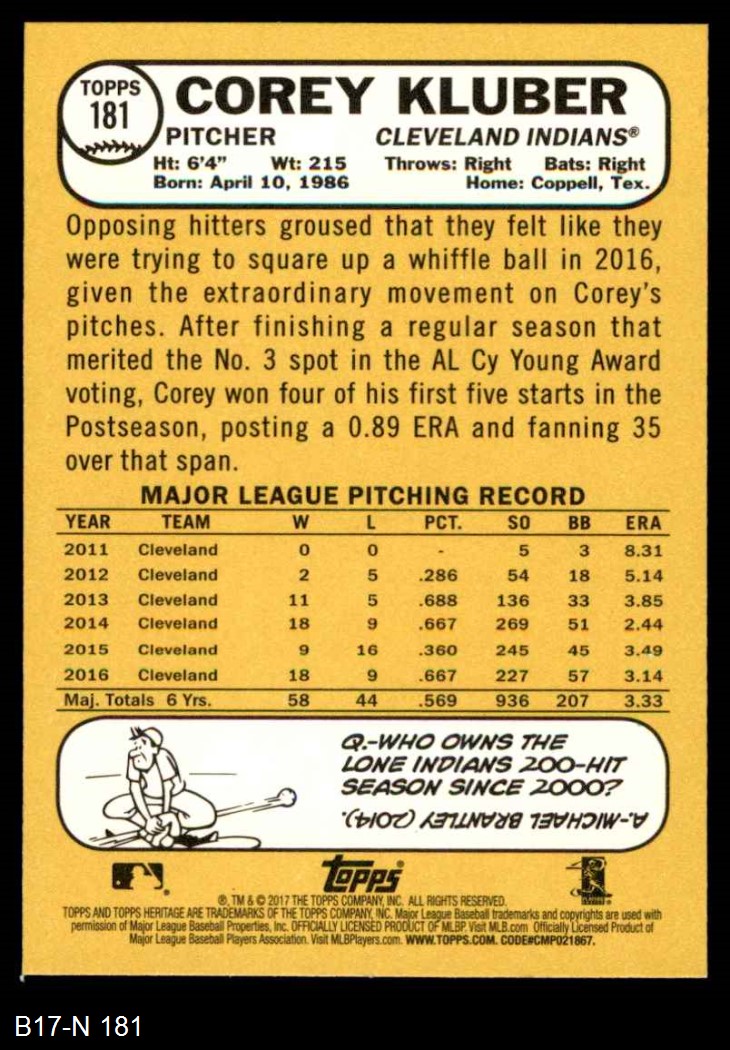 TOPPS
181
COREY KLUBER
PITCHER CLEVELAND INDIANS®
Ht: 6'4" Wt: 215 Throws: Right Bats: Right
Born: April 10, 1986 Home: Coppell, Tex.
Opposing hitters groused that they felt like they
were trying to square up a whiffle ball in 2016,
given the extraordinary movement on Corey's
pitches. After finishing a regular season that
merited the No. 3 spot in the AL Cy Young Award
voting, Corey won four of his first five starts in the
Postseason, posting a 0.89 ERA and fanning 35
over that span.
MAJOR LEAGUE PITCHING RECORD
YEAR TEAM W L PCT. SO BB ERA
2011 Cleveland 0 0 - 5 3 8.31
2012 Cleveland 2 5 .286 54 18 5.14
2013 Cleveland 11 5 .688 136 33 3.85
2014 Cleveland 18 9 .667 269 51 2.44
2015 Cleveland 9 16 .360 245 45 3.49
2016 Cleveland 18 9 .667 227 57 3.14
Maj. Totals 6 Yrs. 58 44 .569 936 207 3.33
Q.-WHO OWNS THE
LONE INDIANS 200-HIT
SEASON SINCE 2000?
A.-MICHAEL BRANTLEY (2014).
topps®
®, TM & © 2017 THE TOPPS COMPANY, INC. ALL RIGHTS RESERVED.
TOPPS AND TOPPS HERITAGE ARE TRADEMARKS OF THE TOPPS COMPANY, INC. Major League Baseball trademarks and copyrights are used with
permission of Major League Baseball Properties, Inc. OFFICIALLY LICENSED PRODUCT OF MLBP Visit MLB.com Officially Licensed Product of
Major League Baseball Players Association. Visit MLBPlayers.com. WWW.TOPPS.COM. CODE#CMP021867.
B17-N 181